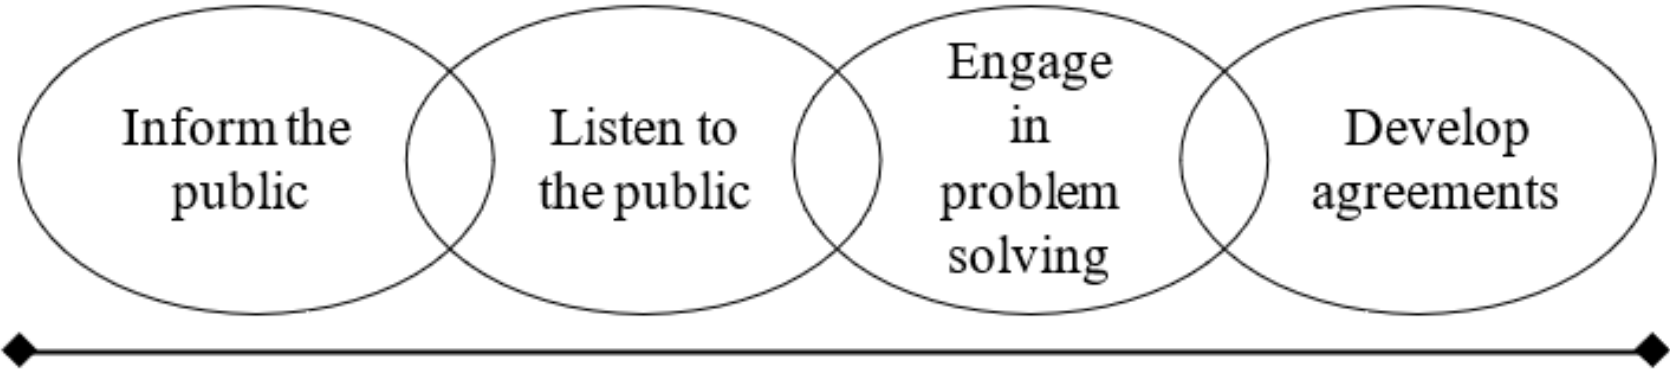 Inform the
public
Listen to
the public
Engage
in
problem
solving
Develop
agreements